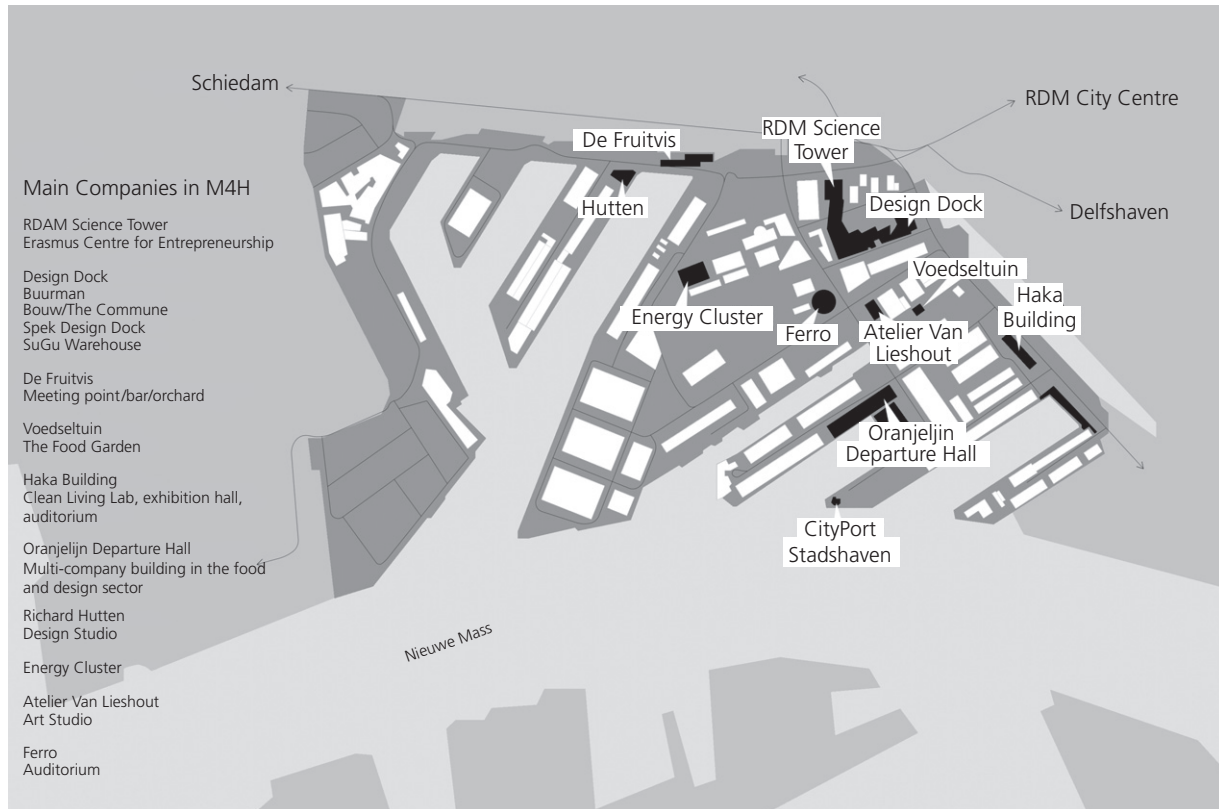 Schiedam
RDM City Centre
RDM Science
Tower
De Fruitvis
Hutten
Design Dock
Delfshaven
Voedseltuin
Haka
Building
Energy Cluster
Ferro
Atelier Van
Lieshout
Oranjeljin
Departure Hall
CityPort
Stadshaven
Nieuwe Mass
Main Companies in M4H
RDAM Science Tower
Erasmus Centre for Entrepreneurship
Design Dock
Buurman
Bouw/The Commune
Spek Design Dock
SuGu Warehouse
De Fruitvis
Meeting point/bar/orchard
Voedseltuin
The Food Garden
Haka Building
Clean Living Lab, exhibition hall,
auditorium
Oranjelijn Departure Hall
Multi-company building in the food
and design sector
Richard Hutten
Design Studio
Energy Cluster
Atelier Van Lieshout
Art Studio
Ferro
Auditorium